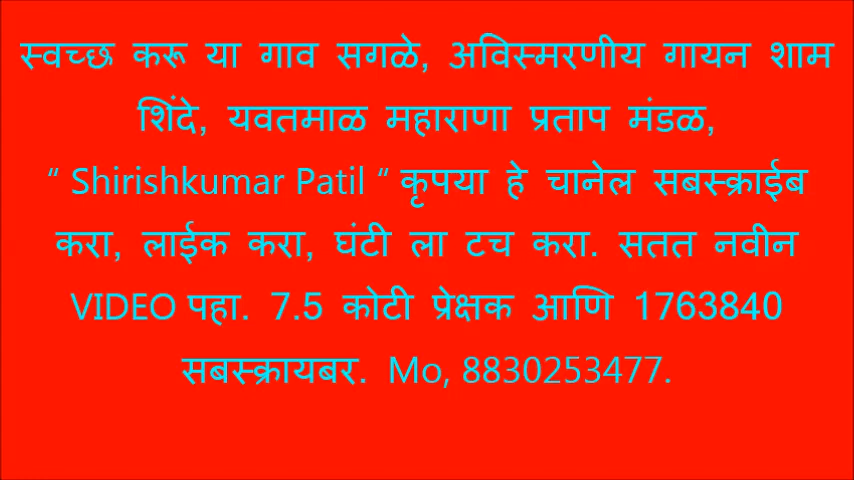 स्वच्छ करू या गाव सगळे, अविस्मरणीय गायन शाम
शिंदे, यवतमाळ महाराणा प्रताप मंडळ,
“ Shirishkumar Patil “ कृपया हे चानेल सबस्क्राईब
करा, लाईक करा, घंटी ला टच करा. सतत नवीन
VIDEO पहा. 7.5 कोटी प्रेक्षक आणि 1763840
सबस्क्रायबर. Mo, 8830253477.